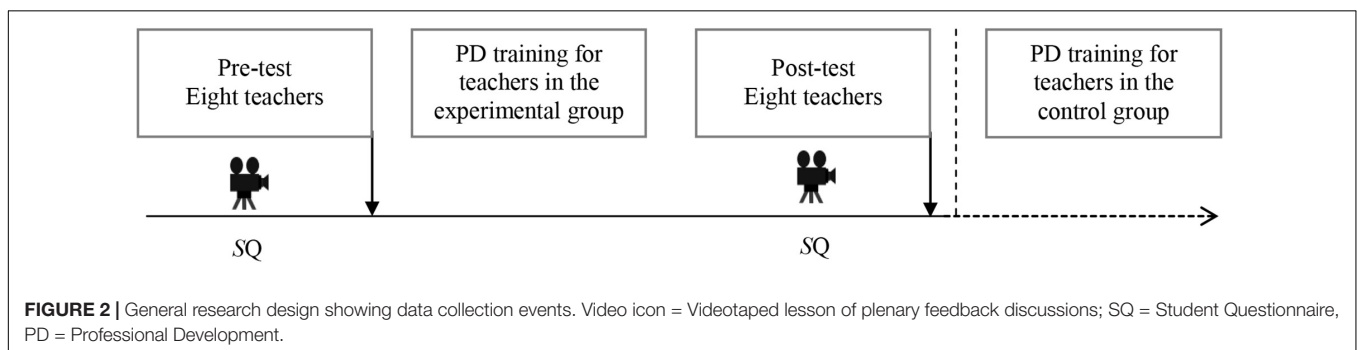 Pre-test
Eight teachers
PD training for
teachers in the
experimental group
Post-test
Eight teachers
PD training for
teachers in the
control group
SQ
SQ
FIGURE 2 | General research design showing data collection events. Video icon = Videotaped lesson of plenary feedback discussions; SQ = Student Questionnaire,
PD = Professional Development.